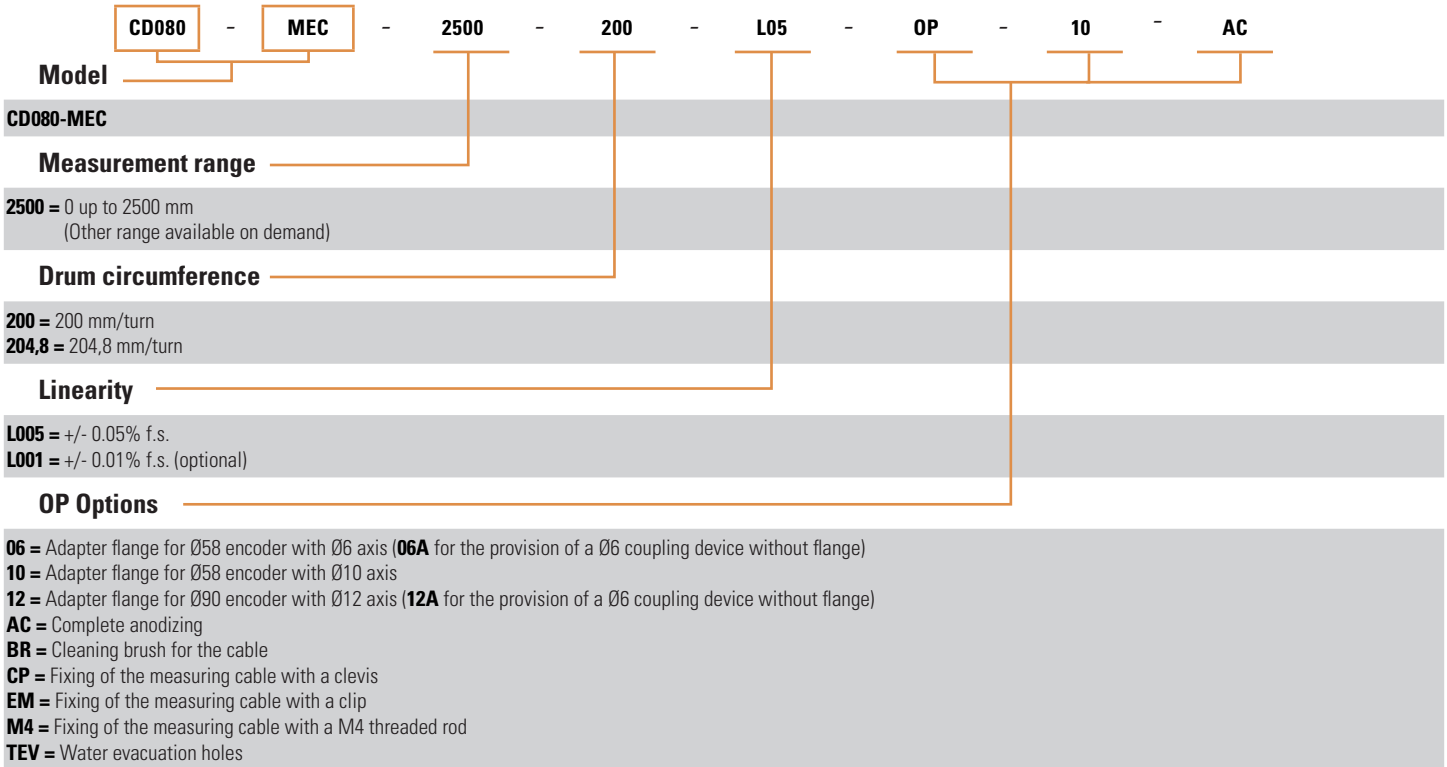 CD080 - MEC - 2500 - 200 - L05 - OP - 10 - AC
Model
CD080-MEC
Measurement range
2500 = 0 up to 2500 mm
(Other range available on demand)
Drum circumference
200 = 200 mm/turn
204,8 = 204,8 mm/turn
Linearity
L005 = +/- 0.05% f.s.
L001 = +/- 0.01% f.s. (optional)
OP Options
06 = Adapter flange for Ø58 encoder with Ø6 axis (06A for the provision of a Ø6 coupling device without flange)
10 = Adapter flange for Ø58 encoder with Ø10 axis
12 = Adapter flange for Ø90 encoder with Ø12 axis (12A for the provision of a Ø6 coupling device without flange)
AC = Complete anodizing
BR = Cleaning brush for the cable
CP = Fixing of the measuring cable with a clevis
EM = Fixing of the measuring cable with a clip
M4 = Fixing of the measuring cable with a M4 threaded rod
TEV = Water evacuation holes